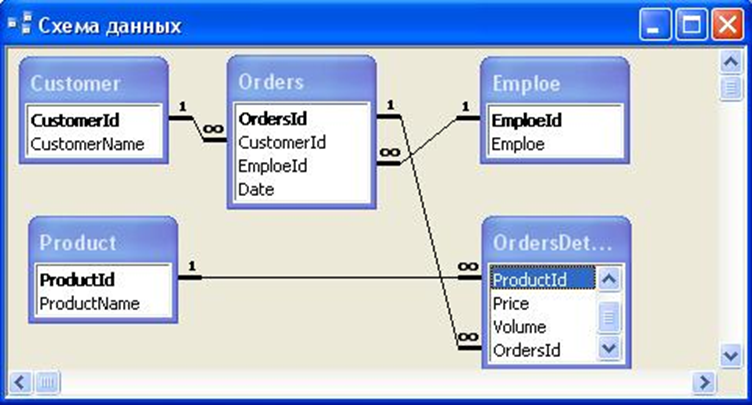 Схема данных
Customer
CustomerId
CustomerName
1
∞
Orders
OrdersId
CustomerId
EmploeId
Date
1
∞
1
Emploe
EmploeId
Emploe
Product
ProductId
ProductName
1
∞
∞
OrdersDet...
ProductId
Price
Volume
OrdersId